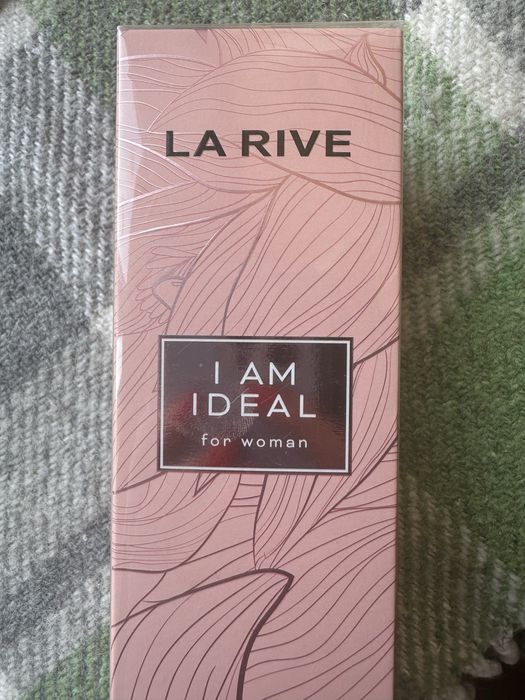 LA RIVE
I AM
IDEAL
for woman